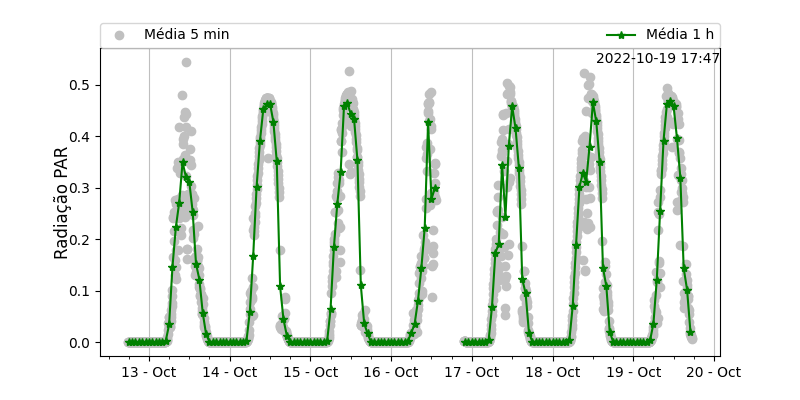 Média 5 min
Média 1 h
2022-10-19 17:47
Radiação PAR
0.5
0.4
0.3
0.2
0.1
0.0
13 - Oct
14 - Oct
15 - Oct
16 - Oct
17 - Oct
18 - Oct
19 - Oct
20 - Oct